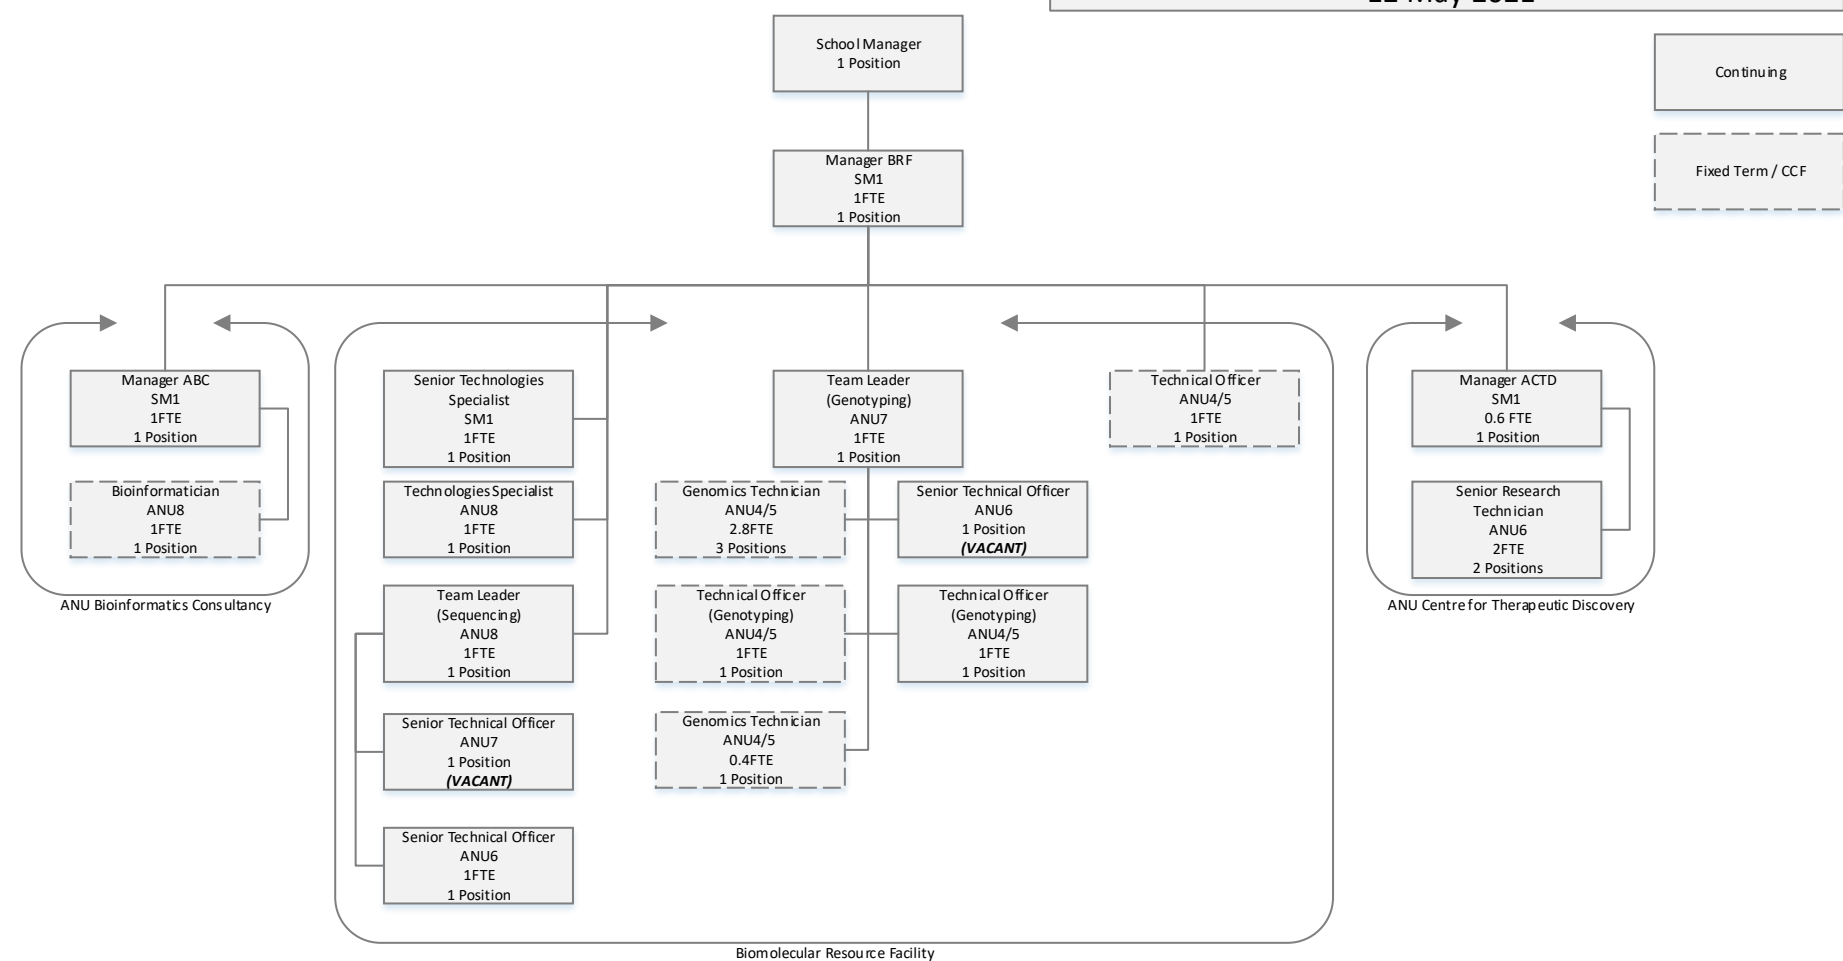 School Manager
1 Position
Continuing
Fixed Term / CCF
Manager BRF
SM1
1FTE
1 Position
Manager ABC
SM1
1FTE
1 Position
Bioinformatician
ANU8
1FTE
1 Position
ANU Bioinformatics Consultancy
Senior Technologies
Specialist
SM1
1FTE
1 Position
Technologies Specialist
ANU8
1FTE
1 Position
Team Leader
(Sequencing)
ANU8
1FTE
1 Position
Senior Technical Officer
ANU7
1 Position
(VACANT)
Senior Technical Officer
ANU6
1FTE
1 Position
Team Leader
(Genotyping)
ANU7
1FTE
1 Position
Genomics Technician
ANU4/5
2.8FTE
3 Positions
Senior Technical Officer
ANU6
1 Position
(VACANT)
Technical Officer
(Genotyping)
ANU4/5
1FTE
1 Position
Technical Officer
(Genotyping)
ANU4/5
1FTE
1 Position
Genomics Technician
ANU4/5
0.4FTE
1 Position
Technical Officer
ANU4/5
1FTE
1 Position
Biomolecular Resource Facility
Manager ACTD
SM1
0.6 FTE
1 Position
Senior Research
Technician
ANU6
2FTE
2 Positions
ANU Centre for Therapeutic Discovery